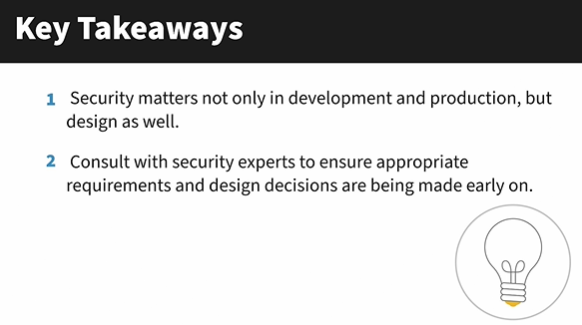 Key Takeaways
1 Security matters not only in development and production, but
design as well.
2 Consult with security experts to ensure appropriate
requirements and design decisions are being made early on.